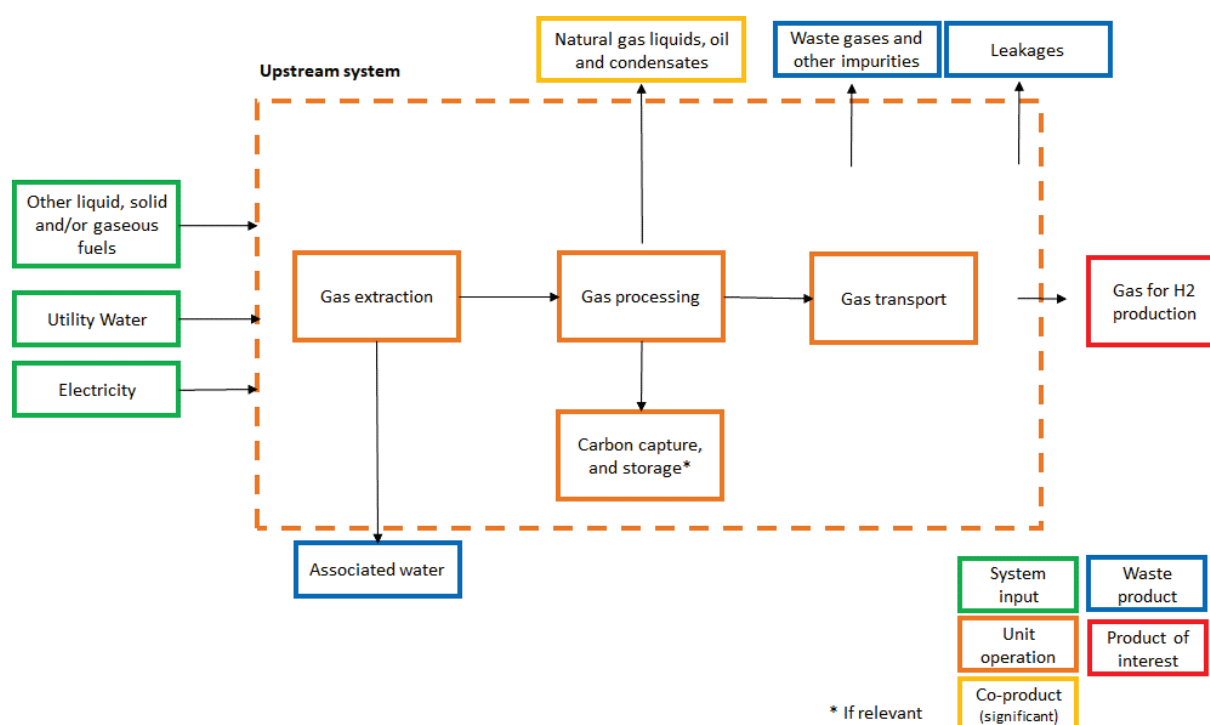 Natural gas liquids, oil
and condensates
Waste gases and
other impurities
Leakages
Upstream system
Other liquid, solid
and/or gaseous
fuels
Gas extraction
Gas processing
Gas transport
Gas for H2
production
Utility Water
Electricity
Carbon capture,
and storage*
Associated water
System
input
Waste
product
Unit
operation
Product of
interest
Co-product
(significant)
* If relevant